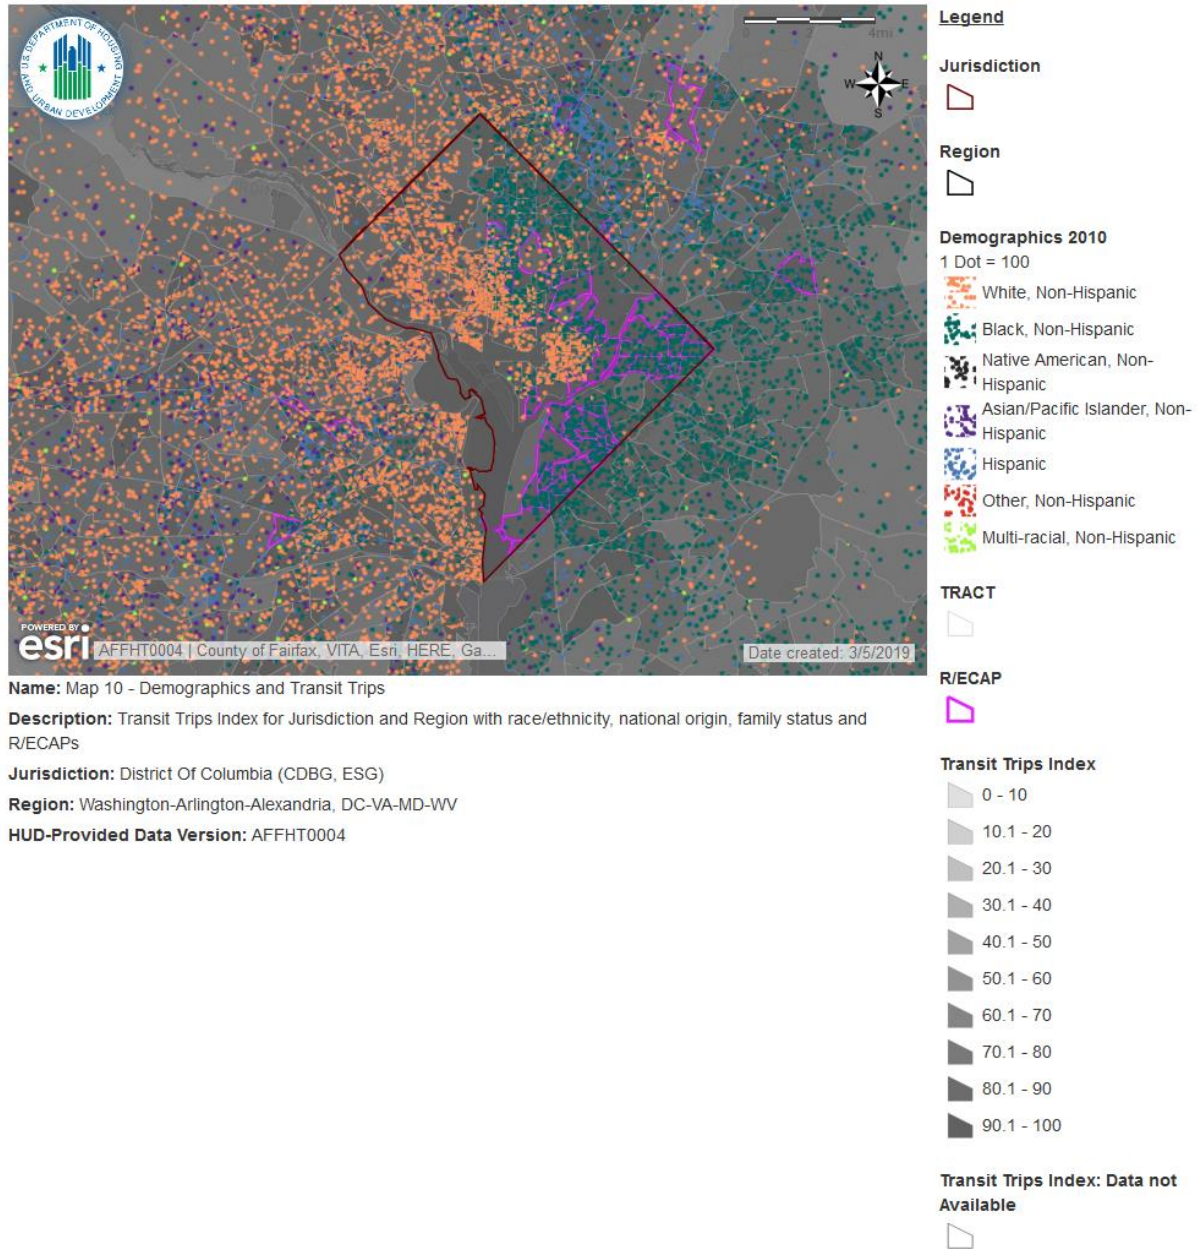 U.S. DEPARTMENT OF HOUSING
AND URBAN DEVELOPMENT
0 2 4mi
N
W E
S
POWERED BY
esri
AFFHT0004 | County of Fairfax, VITA, Esri, HERE, Ga...
Date created: 3/5/2019
Name: Map 10 - Demographics and Transit Trips
Description: Transit Trips Index for Jurisdiction and Region with race/ethnicity, national origin, family status and
R/ECAPs
Jurisdiction: District Of Columbia (CDBG, ESG)
Region: Washington-Arlington-Alexandria, DC-VA-MD-WV
HUD-Provided Data Version: AFFHT0004
Legend
Jurisdiction
Region
Demographics 2010
1 Dot = 100
White, Non-Hispanic
Black, Non-Hispanic
Native American, Non-
Hispanic
Asian/Pacific Islander, Non-
Hispanic
Hispanic
Other, Non-Hispanic
Multi-racial, Non-Hispanic
TRACT
R/ECAP
Transit Trips Index
0 - 10
10.1 - 20
20.1 - 30
30.1 - 40
40.1 - 50
50.1 - 60
60.1 - 70
70.1 - 80
80.1 - 90
90.1 - 100
Transit Trips Index: Data not
Available